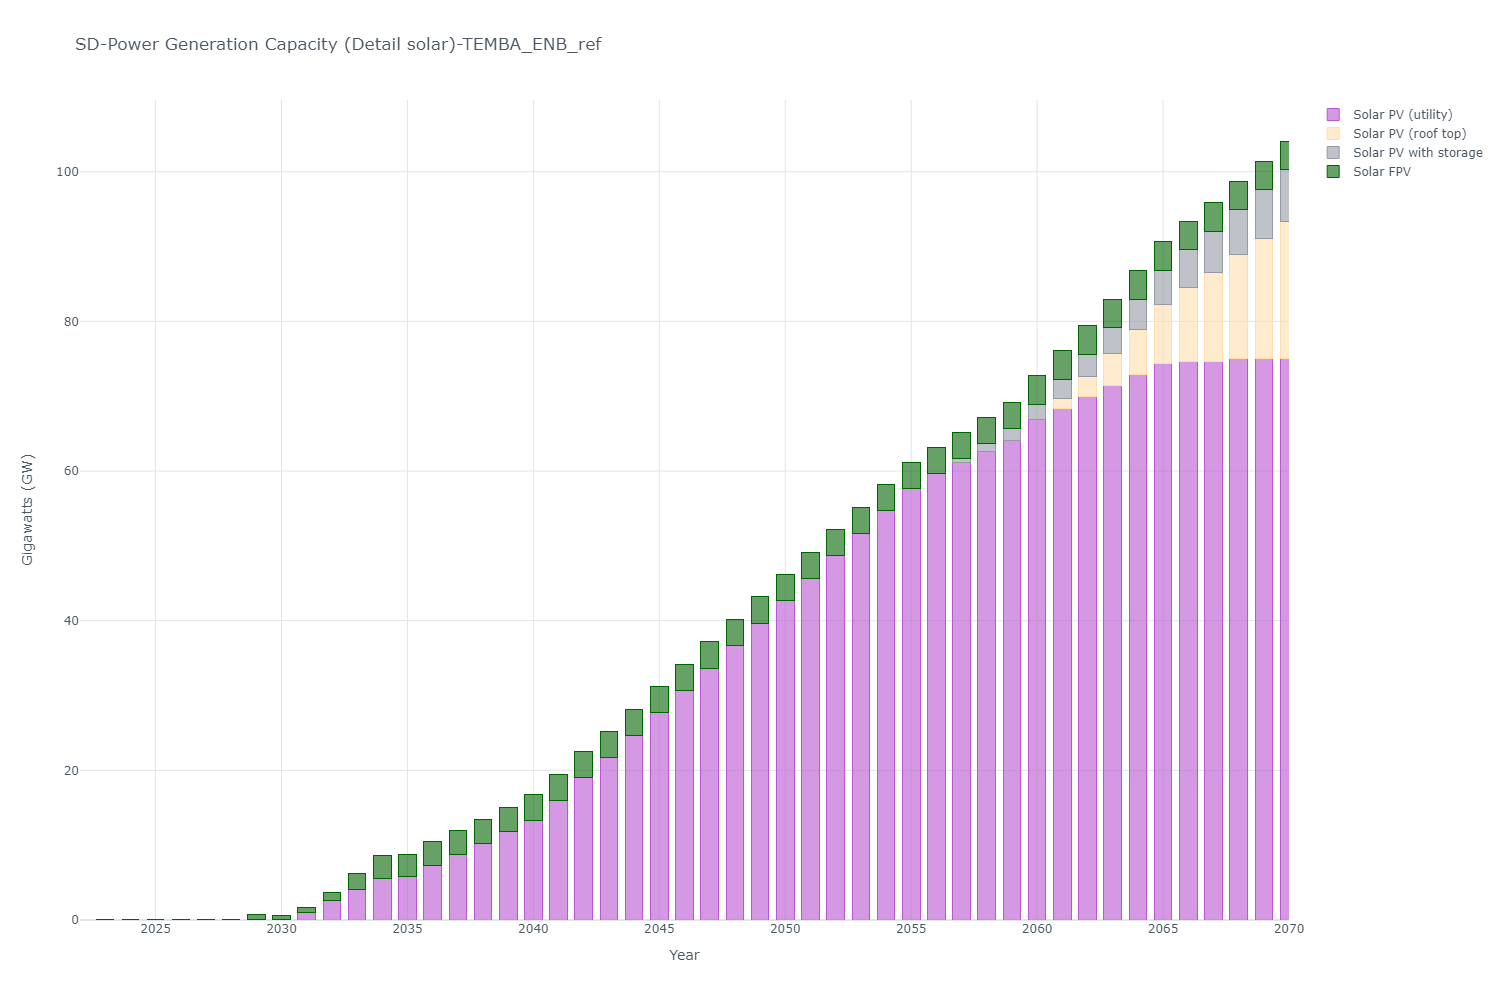 SD-Power Generation Capacity (Detail solar)-TEMBA_ENB_ref
Solar PV (utility)
Solar PV (roof top)
Solar PV with storage
Solar FPV
Gigawatts (GW)
100
80
60
40
20
0
2025 2030 2035 2040 2045 2050 2055 2060 2065 2070
Year